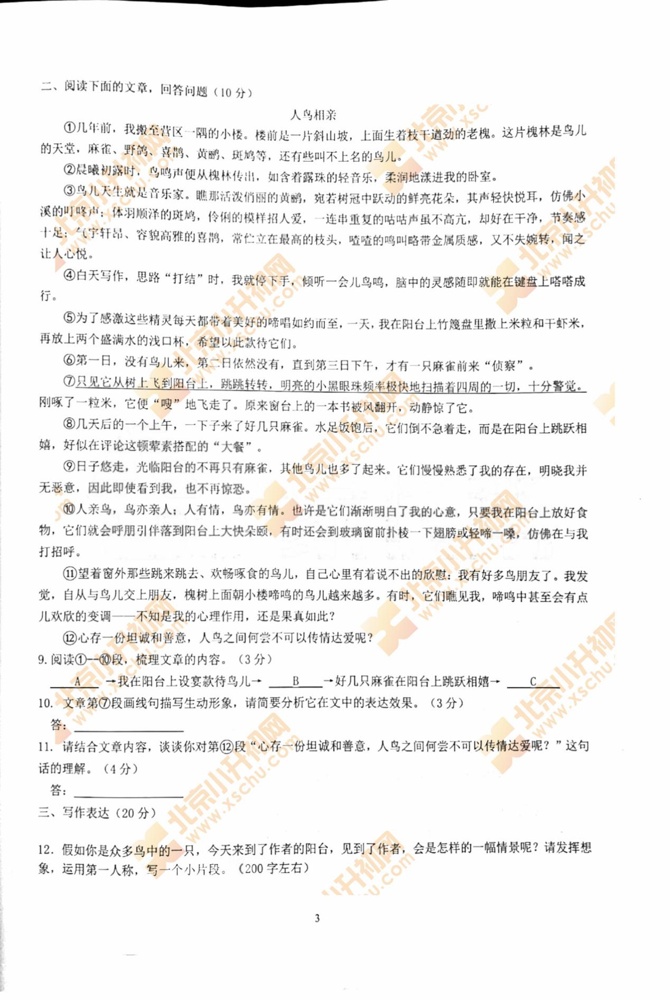 二、阅读下面的文章，回答问题（10 分）
人鸟相亲
①几年前，我搬至营区一隅的小楼。楼前是一片斜山坡，上面生着枝干遒劲的老槐。这片槐林是鸟儿
的天堂，麻雀、野鸽、喜鹊、黄鹂、斑鸠等，还有些叫不上名的鸟儿。
②晨曦初露时，鸟鸣声便从槐林传出，如含着露珠的轻音乐，柔润地漾进我的卧室。
③鸟儿天生就是音乐家。瞧那活泼俏丽的黄鹂，宛若树冠中跃动的鲜亮花朵，其声轻快悦耳，仿佛小
溪的叮咚声；体羽顺泽的斑鸠，伶俐的模样招人爱，一连串重复的咕咕声虽不高亢，却好在干净，节奏感
十足；气宇轩昂、容貌高雅的喜鹊，常伫立在最高的枝头，喳喳的鸣叫略带金属质感，又不失婉转，闻之
让人心悦。
④白天写作，思路“打结”时，我就停下手，倾听一会儿鸟鸣，脑中的灵感随即就能在键盘上嗒嗒成
行。
⑤为了感激这些精灵每天都带着美好的啼唱如约而至，一天，我在阳台上竹篾盘里撒上米粒和干虾米，
再放上两个盛满水的浅口杯，希望以此款待它们。
⑥第一日，没有鸟儿来，第二日依然没有，直到第三日下午，才有一只麻雀前来“侦察”。
⑦只见它从树上飞到阳台上，跳跳转转，明亮的小黑眼珠频率极快地扫描着四周的一切，十分警觉。
刚啄了一粒米，它便“嗖”地飞走了。原来窗台上的一本书被风翻开，动静惊了它。
⑧几天后的一个上午，一下子来了好几只麻雀。水足饭饱后，它们倒不急着走，而是在阳台上跳跃相
嬉，好似在评论这顿荤素搭配的“大餐”。
⑨日子悠走，光临阳台的不再只有麻雀，其他鸟儿也多了起来。它们慢慢熟悉了我的存在，明晓我并
无恶意，因此即使看到我，也不再惊恐。
⑩人亲鸟，鸟亦亲人；人有情，鸟亦有情。也许是它们渐渐明白了我的心意，只要我在阳台上放好食
物，它们就会呼朋引伴落到阳台上大快朵颐，有时还会到玻璃窗前扑棱一下翅膀或轻啼一嗓，仿佛在与我
打招呼。
⑪望着窗外那些跳来跳去、欢畅啄食的鸟儿，自己心里有着说不出的欣慰：我有好多鸟朋友了。我发
觉，自从与鸟儿交上朋友，槐树上面朝小楼啼鸣的鸟儿越来越多。有时，它们瞧见我，啼鸣中甚至会有点
儿欢欣的变调——不知是我的心理作用，还是果真如此？
⑫心存一份坦诚和善意，人鸟之间何尝不可以传情达爱呢？
9. 阅读①--⑩段，梳理文章的内容。（3 分）
A →我在阳台上设宴款待鸟儿→ B →好几只麻雀在阳台上跳跃相嬉→ C
10. 文章第⑦段画线句描写生动形象，请简要分析它在文中的表达效果。（3 分）
答：
11. 请结合文章内容，谈谈你对第⑫段“心存一份坦诚和善意，人鸟之间何尝不可以传情达爱呢？”这句
话的理解。（4 分）
答：
三、写作表达（20 分）
12. 假如你是众多鸟中的一只，今天来到了作者的阳台，见到了作者，会是怎样的一幅情景呢？请发挥想
象，运用第一人称，写一个小片段。（200 字左右）
3
北京小升初网
www.xschu.com